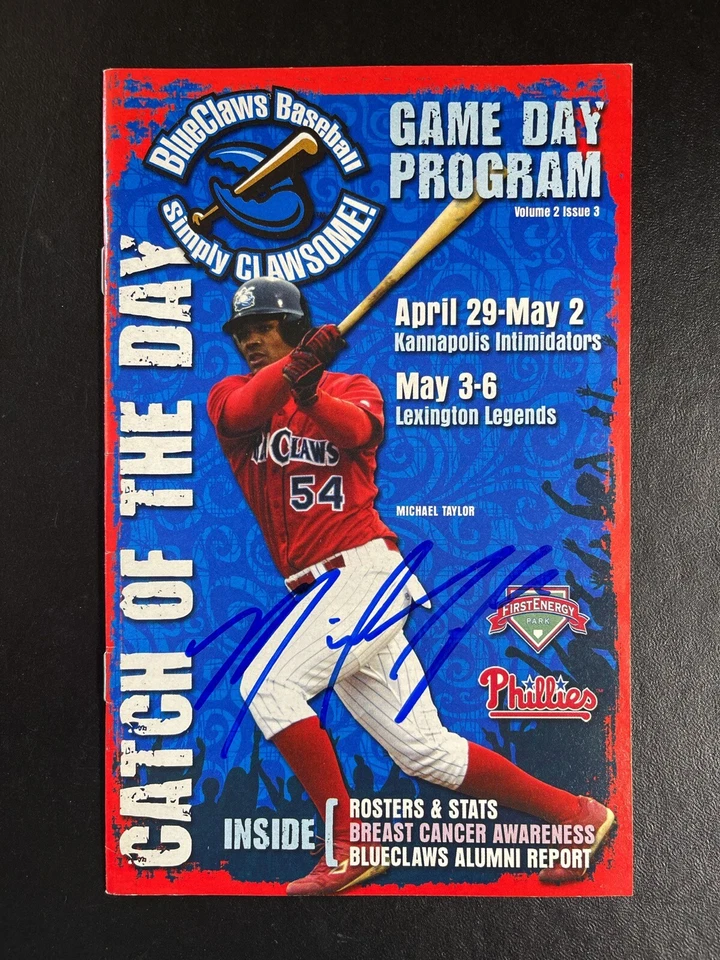 BlueClaws Baseball
Simply CLAWSOME!
GAME DAY
PROGRAM
Volume 2 Issue 3
CATCH OF THE DAY
April 29-May 2
Kannapolis Intimidators
May 3-6
Lexington Legends
CLAWS
54
MICHAEL TAYLOR
FIRSTENERGY
PARK
Phillies
INSIDE
ROSTERS & STATS
BREAST CANCER AWARENESS
BLUECLAWS ALUMNI REPORT